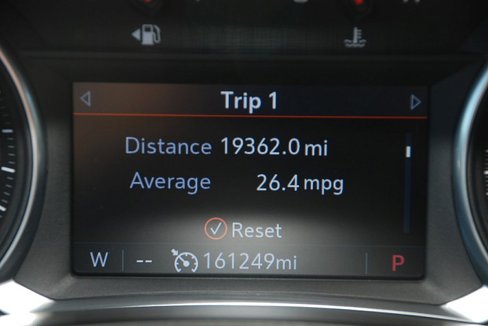 Trip 1
Distance 19362.0 mi
Average 26.4 mpg
Reset
W -- 161249mi P